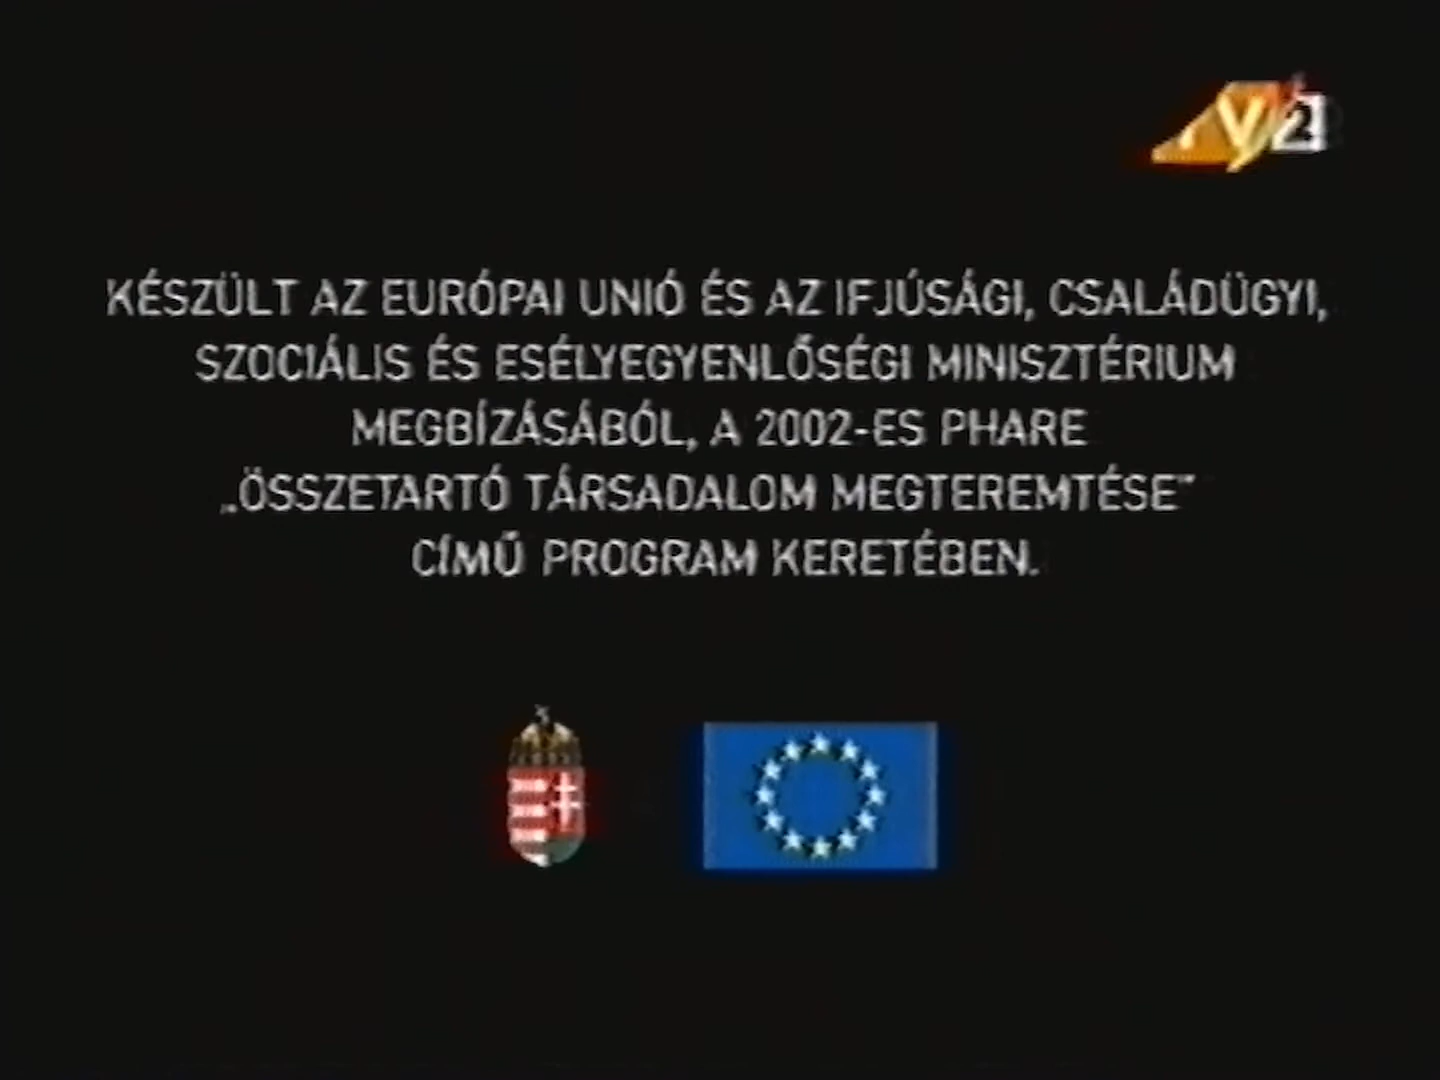 tv2
KÉSZÜLT AZ EURÓPAI UNIÓ ÉS AZ IFJÚSÁGI, CSALÁDÜGYI,
SZOCIÁLIS ÉS ESÉLYEGYENLŐSÉGI MINISZTÉRIUM
MEGBÍZÁSÁBÓL, A 2002-ES PHARE
„ÖSSZETARTÓ TÁRSADALOM MEGTEREMTÉSE”
CÍMŰ PROGRAM KERETÉBEN.